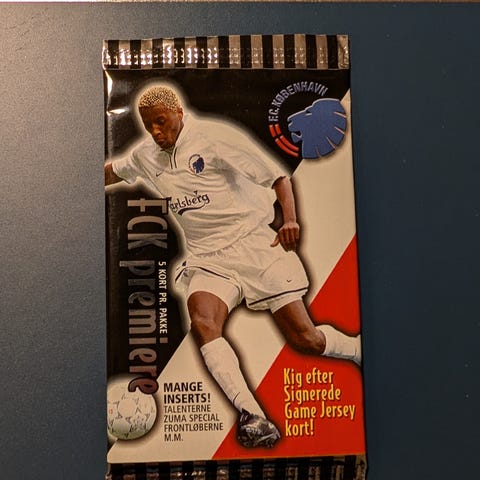 F.C. KØBENHAVN
Carlsberg
FCK premiere
5 KORT PR. PAKKE
MANGE
INSERTS!
TALENTERNE
ZUMA SPECIAL
FRONTLØBERNE
M.M.
Kig efter
Signerede
Game Jersey
kort!